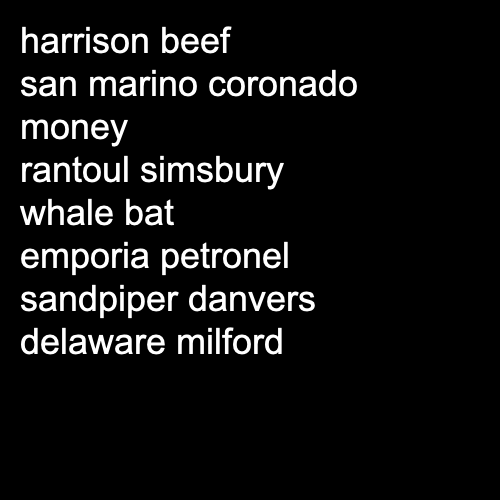 harrison beef
san marino coronado
money
rantoul simsbury
whale bat
emporia petronel
sandpiper danvers
delaware milford